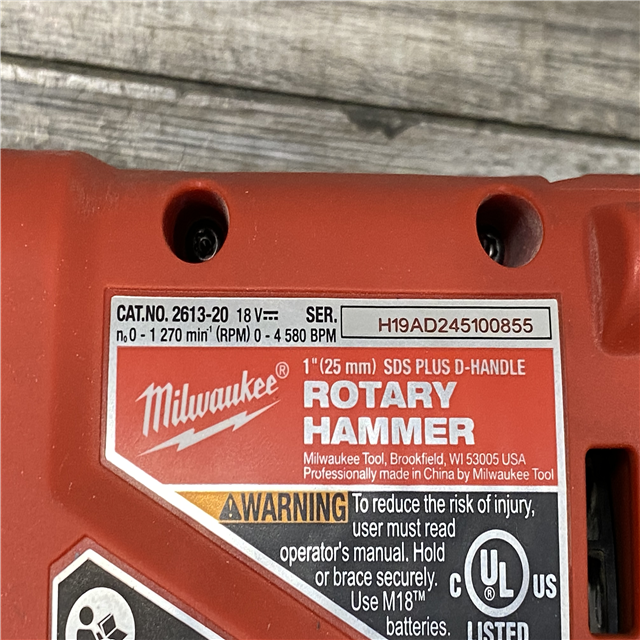 CAT.NO. 2613-20 18 V⎓ SER. H19AD245100855
n₀ 0 - 1 270 min⁻¹ (RPM) 0 - 4 580 BPM
Milwaukee®
1" (25 mm) SDS PLUS D-HANDLE
ROTARY
HAMMER
Milwaukee Tool, Brookfield, WI 53005 USA
Professionally made in China by Milwaukee Tool
WARNING To reduce the risk of injury,
user must read
operator's manual. Hold
or brace securely.
Use M18™
batteries.
C UL US
LISTED